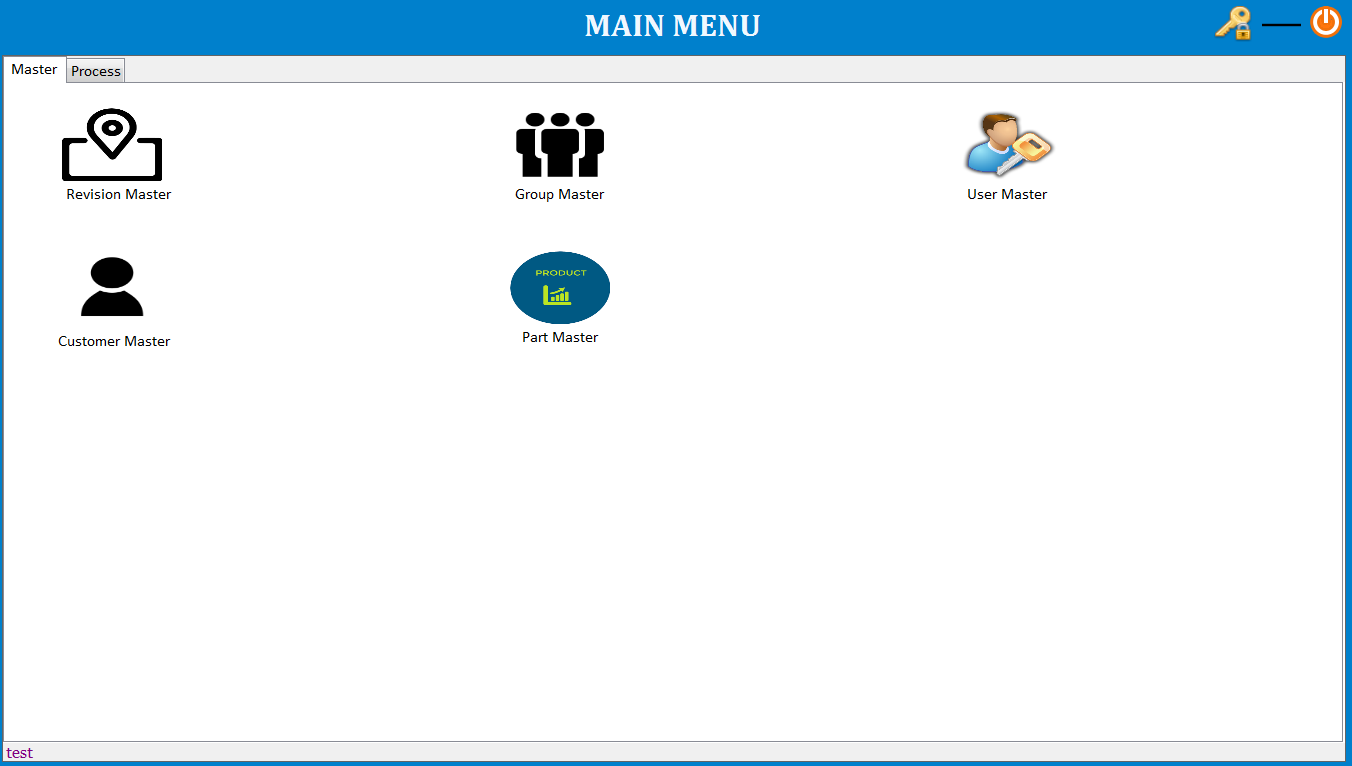 MAIN MENU
Master Process
Revision Master Group Master User Master
PRODUCT
Customer Master Part Master
test